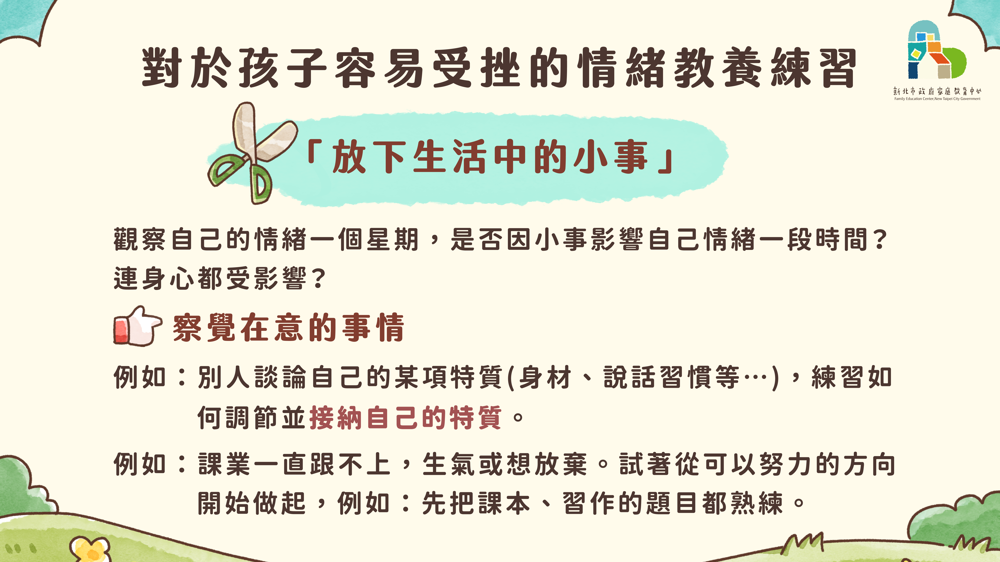 對於孩子容易受挫的情緒教養練習
新北市政府家庭教育中心
Family Education Center,New Taipei City Government
「放下生活中的小事」
觀察自己的情緒一個星期，是否因小事影響自己情緒一段時間？
連身心都受影響？
察覺在意的事情
例如：別人談論自己的某項特質(身材、說話習慣等…)，練習如
何調節並接納自己的特質。
例如：課業一直跟不上，生氣或想放棄。試著從可以努力的方向
開始做起，例如：先把課本、習作的題目都熟練。